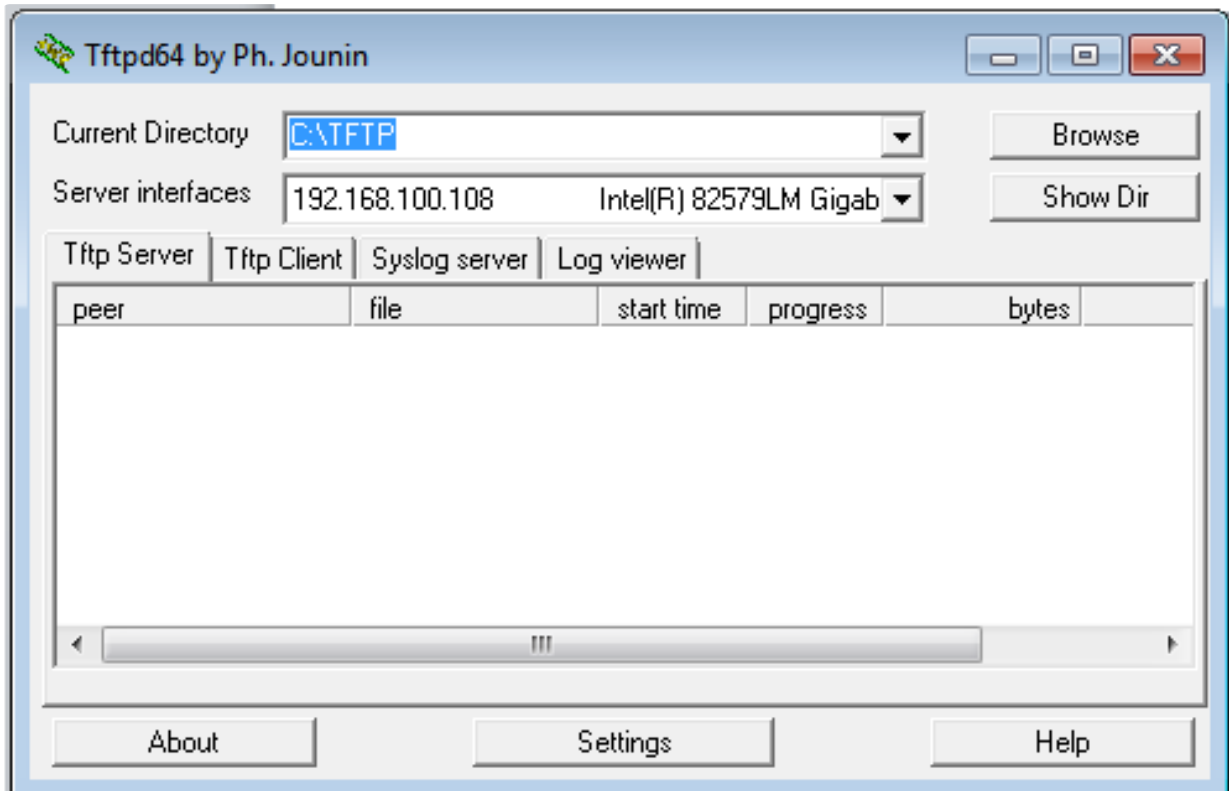 Tftpd64 by Ph. Jounin
Current Directory C:\TFTP Browse
Server interfaces 192.168.100.108 Intel(R) 82579LM Gigab Show Dir
Tftp Server Tftp Client Syslog server Log viewer
peer file start time progress bytes
About Settings Help